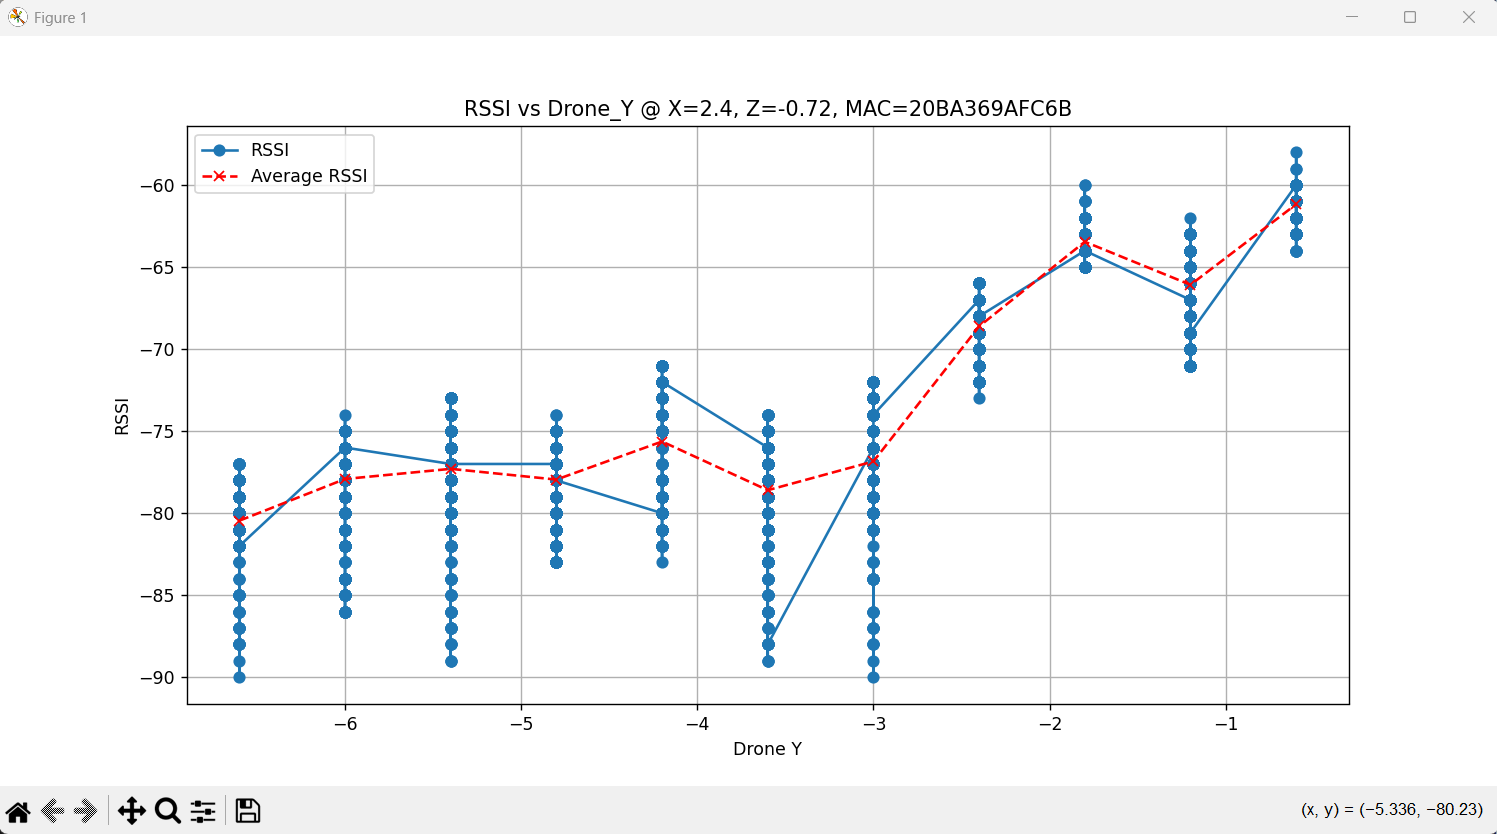 Figure 1
RSSI vs Drone_Y @ X=2.4, Z=-0.72, MAC=20BA369AFC6B
RSSI
Average RSSI
−60
−65
−70
−75
−80
−85
−90
RSSI
−6 −5 −4 −3 −2 −1
Drone Y
(x, y) = (−5.336, −80.23)